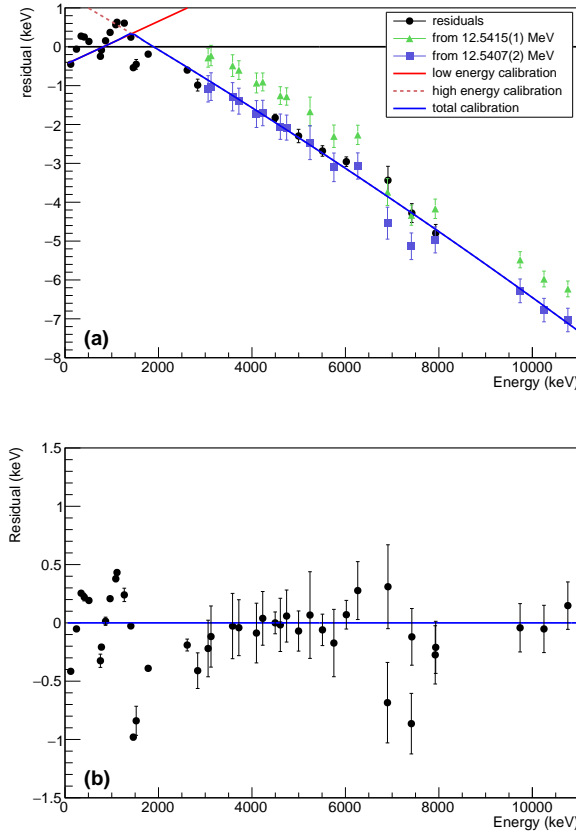 residual (keV)
1
0
−1
−2
−3
−4
−5
−6
−7
−8
residuals
from 12.5415(1) MeV
from 12.5407(2) MeV
low energy calibration
high energy calibration
total calibration
(a)
0 2000 4000 6000 8000 10000
Energy (keV)
Residual (keV)
1.5
1
0.5
0
−0.5
−1
−1.5
(b)
0 2000 4000 6000 8000 10000
Energy (keV)